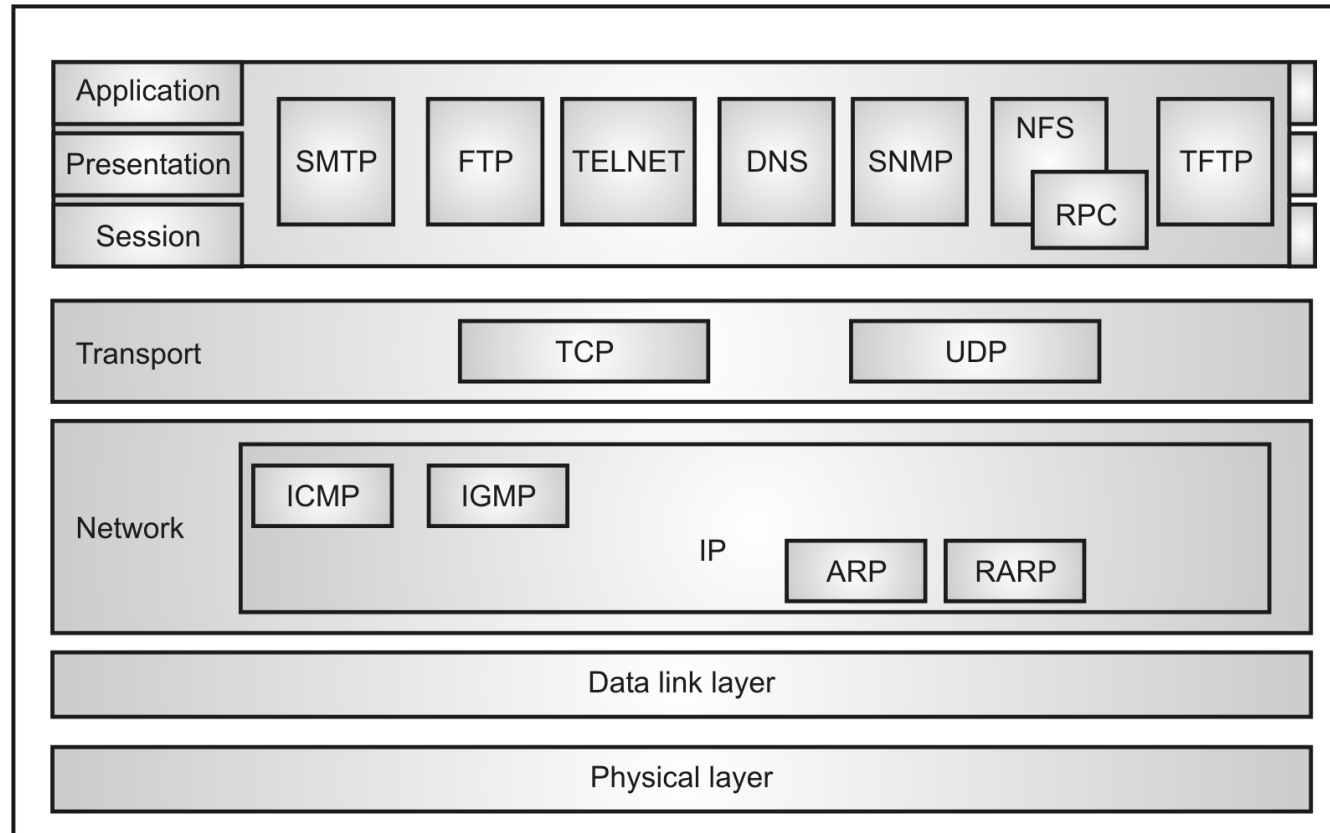 Application
Presentation
Session
SMTP
FTP
TELNET
DNS
SNMP
NFS
RPC
TFTP
Transport
TCP
UDP
Network
ICMP
IGMP
IP
ARP
RARP
Data link layer
Physical layer